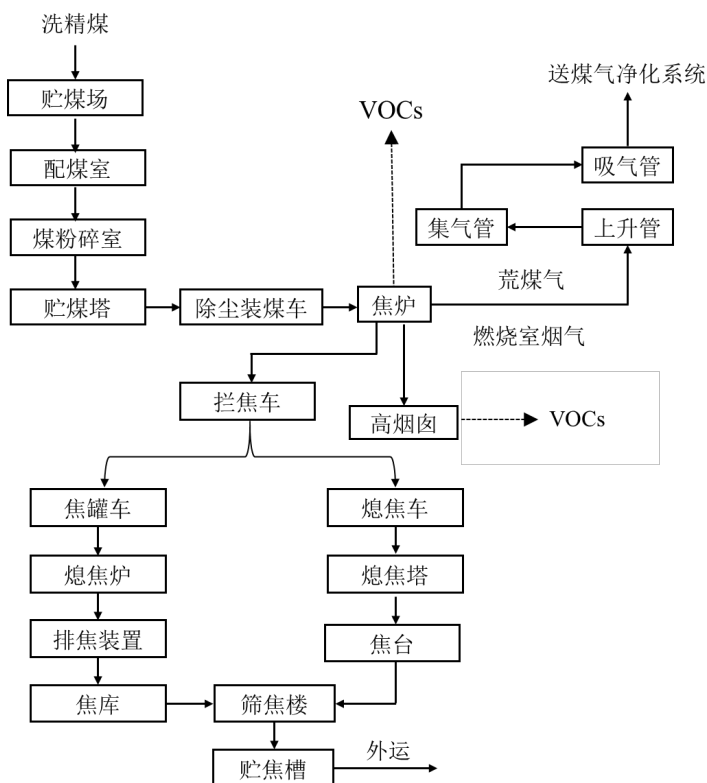 洗精煤
送煤气净化系统
贮煤场
VOCs
配煤室
吸气管
煤粉碎室
集气管
上升管
荒煤气
贮煤塔
除尘装煤车
焦炉
燃烧室烟气
拦焦车
高烟囱
VOCs
焦罐车
熄焦车
熄焦炉
熄焦塔
排焦装置
焦台
焦库
筛焦楼
外运
贮焦槽